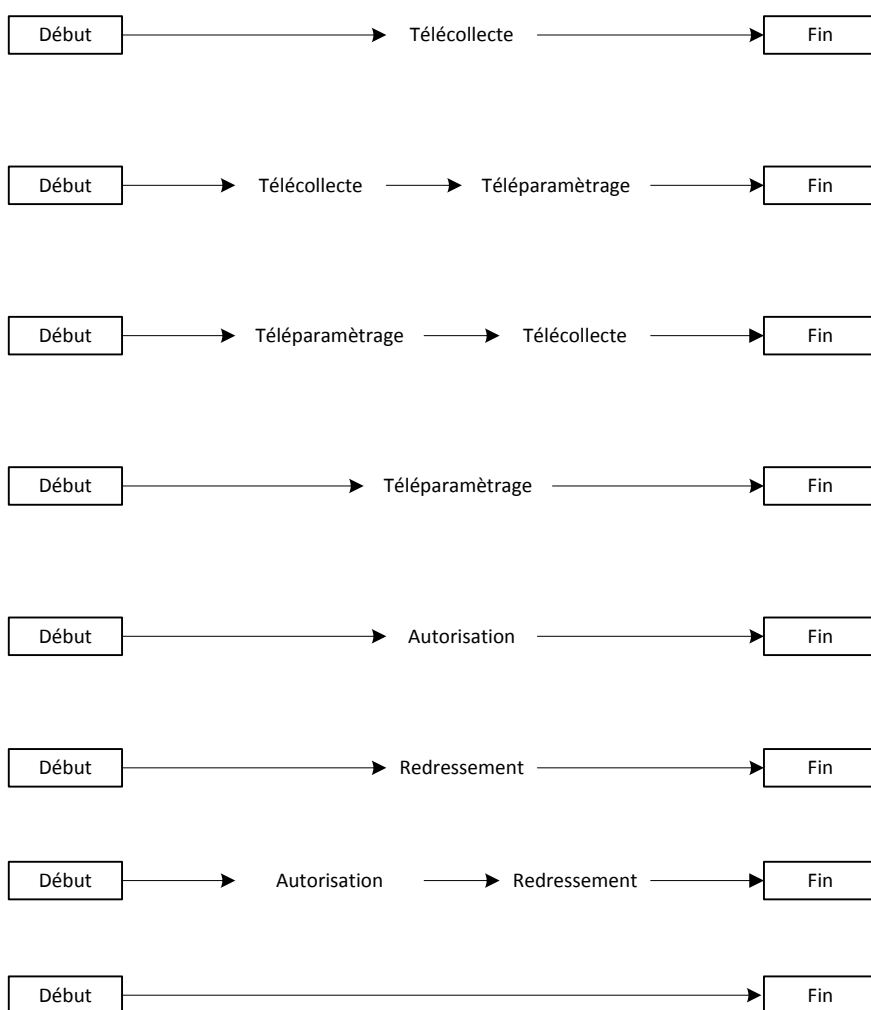 Début Télécollecte Fin
Début Télécollecte Téléparamètrage Fin
Début Téléparamètrage Télécollecte Fin
Début Téléparamètrage Fin
Début Autorisation Fin
Début Redressement Fin
Début Autorisation Redressement Fin
Début Fin